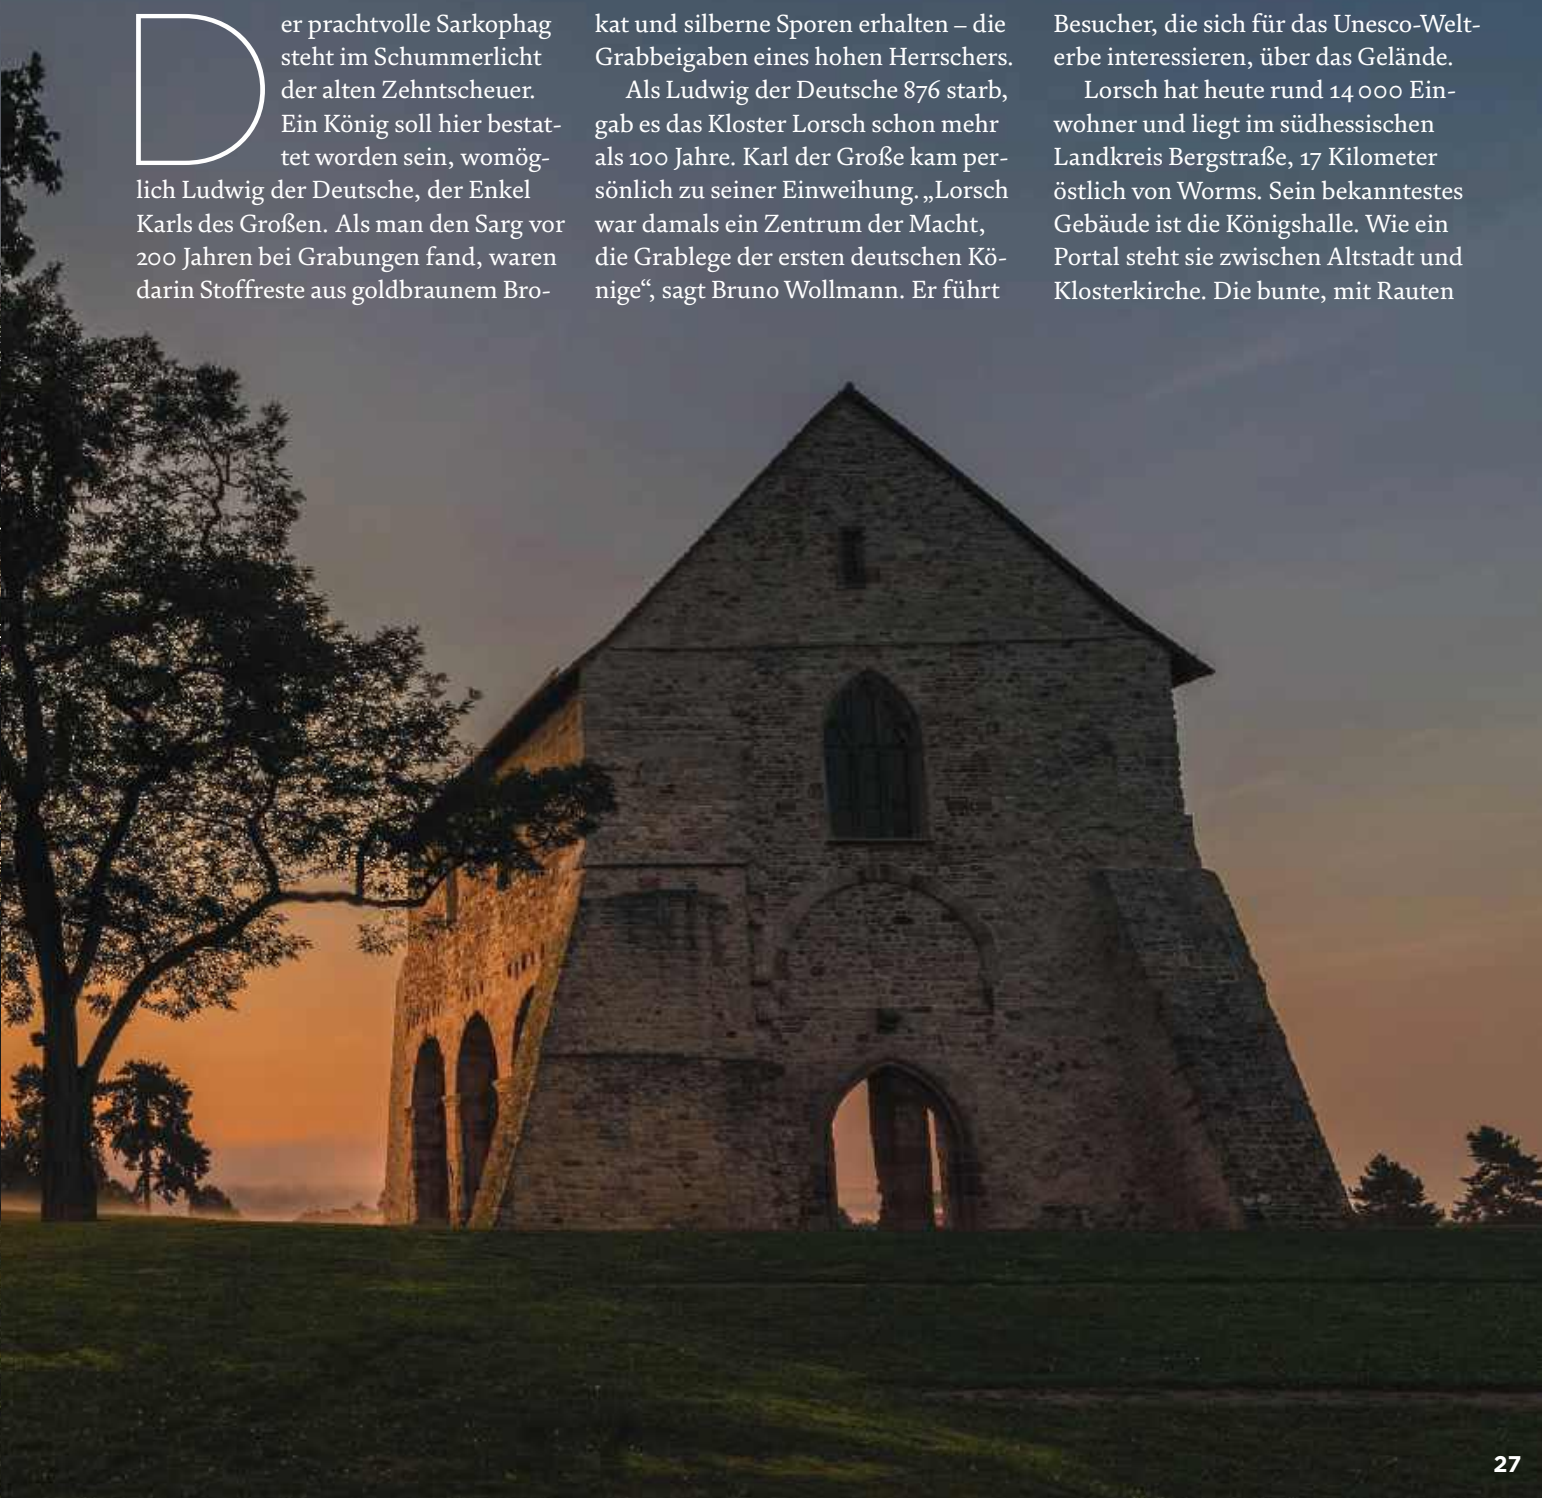 Der prachtvolle Sarkophag
steht im Schummerlicht
der alten Zehntscheuer.
Ein König soll hier bestat-
tet worden sein, womög-
lich Ludwig der Deutsche, der Enkel
Karls des Großen. Als man den Sarg vor
200 Jahren bei Grabungen fand, waren
darin Stoffreste aus goldbraunem Bro-
kat und silberne Sporen erhalten – die
Grabbeigaben eines hohen Herrschers.
Als Ludwig der Deutsche 876 starb,
gab es das Kloster Lorsch schon mehr
als 100 Jahre. Karl der Große kam per-
sönlich zu seiner Einweihung. „Lorsch
war damals ein Zentrum der Macht,
die Grablege der ersten deutschen Kö-
nige“, sagt Bruno Wollmann. Er führt
Besucher, die sich für das Unesco-Welt-
erbe interessieren, über das Gelände.
Lorsch hat heute rund 14 000 Ein-
wohner und liegt im südhessischen
Landkreis Bergstraße, 17 Kilometer
östlich von Worms. Sein bekanntestes
Gebäude ist die Königshalle. Wie ein
Portal steht sie zwischen Altstadt und
Klosterkirche. Die bunte, mit Rauten
27